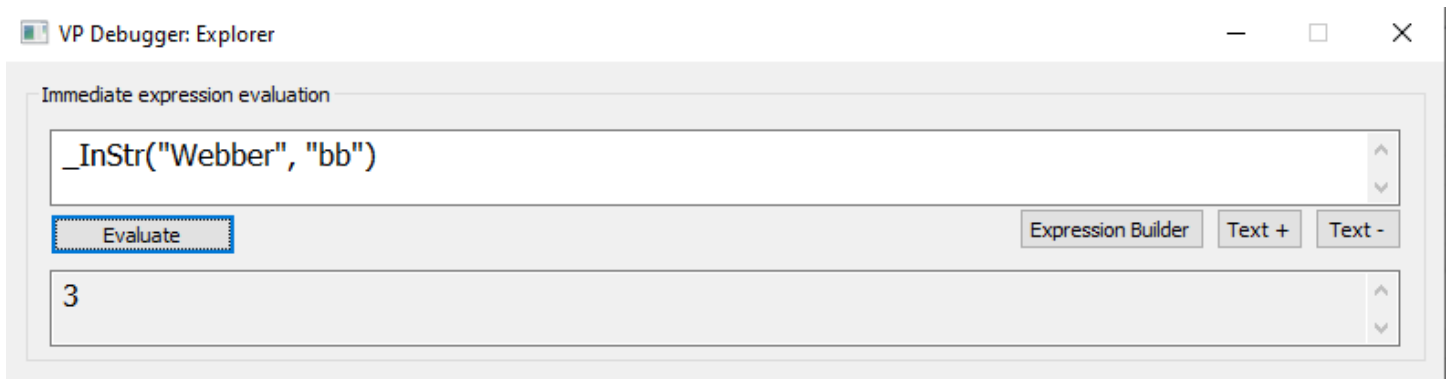 VP Debugger: Explorer
Immediate expression evaluation
_InStr("Webber", "bb")
Evaluate
Expression Builder
Text +
Text -
3